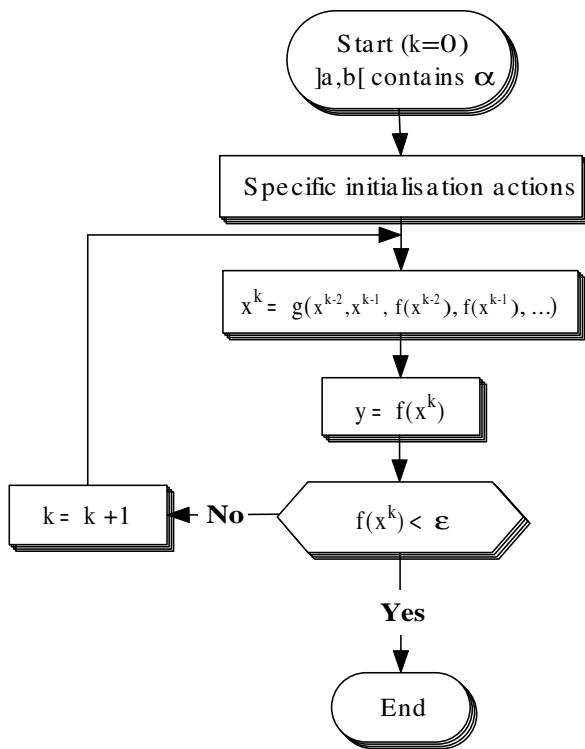 Start (k=0)
]a,b[ contains α
Specific initialisation actions
x^k = g(x^{k-2},x^{k-1}, f(x^{k-2}), f(x^{k-1}), ...)
y= f(x^k)
k= k+1
No
f(x^k) < ε
Yes
End